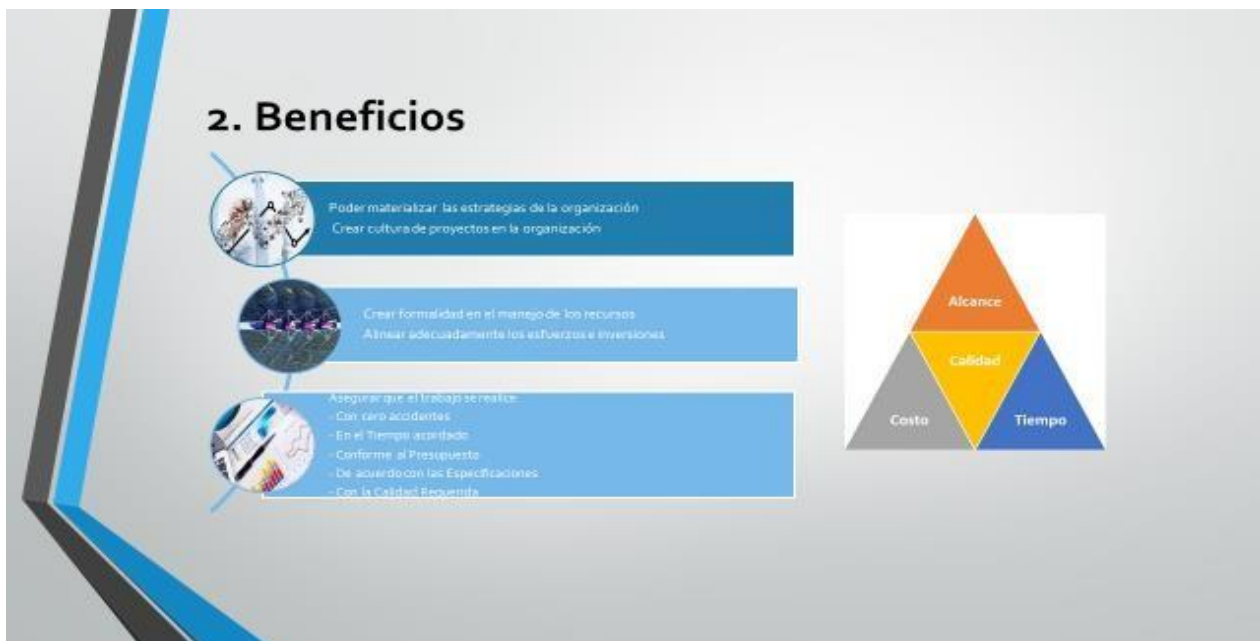 2. Beneficios
Poder materializar las estrategias de la organización
Crear cultura de proyectos en la organización
Crear formalidad en el manejo de los recursos
Alinear adecuadamente los esfuerzos e inversiones
Asegurar que el trabajo se realice
- Con cero accidentes
- En el Tiempo acordado
- Conforme al Presupuesto
- De acuerdo con las Especificaciones
- Con la Calidad Requerida
Alcance
Calidad
Costo
Tiempo